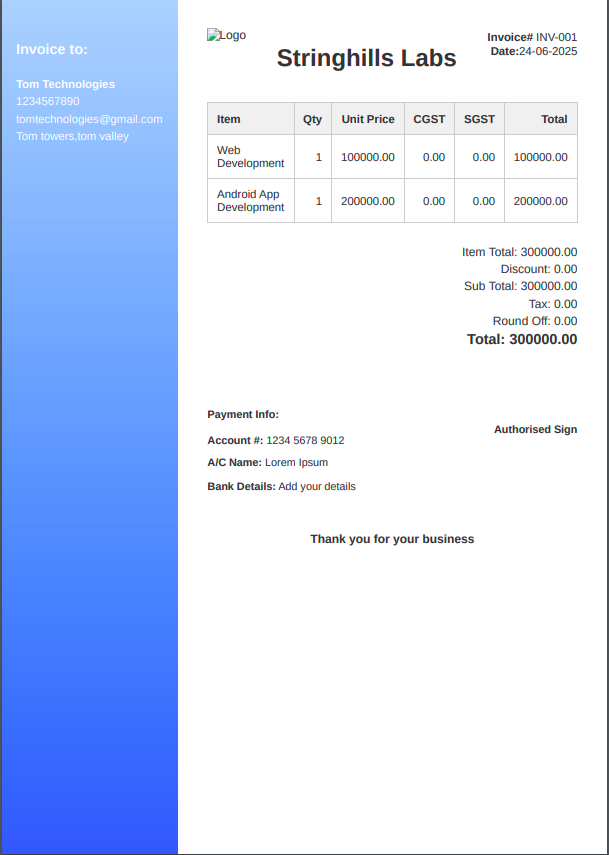 Invoice to:
Tom Technologies
1234567890
tomtechnologies@gmail.com
Tom towers,tom valley
Logo
Stringhills Labs
Invoice# INV-001
Date:24-06-2025
Item Qty Unit Price CGST SGST Total
Web
Development 1 100000.00 0.00 0.00 100000.00
Android App
Development 1 200000.00 0.00 0.00 200000.00
Item Total: 300000.00
Discount: 0.00
Sub Total: 300000.00
Tax: 0.00
Round Off: 0.00
Total: 300000.00
Payment Info:
Account #: 1234 5678 9012
A/C Name: Lorem Ipsum
Bank Details: Add your details
Authorised Sign
Thank you for your business